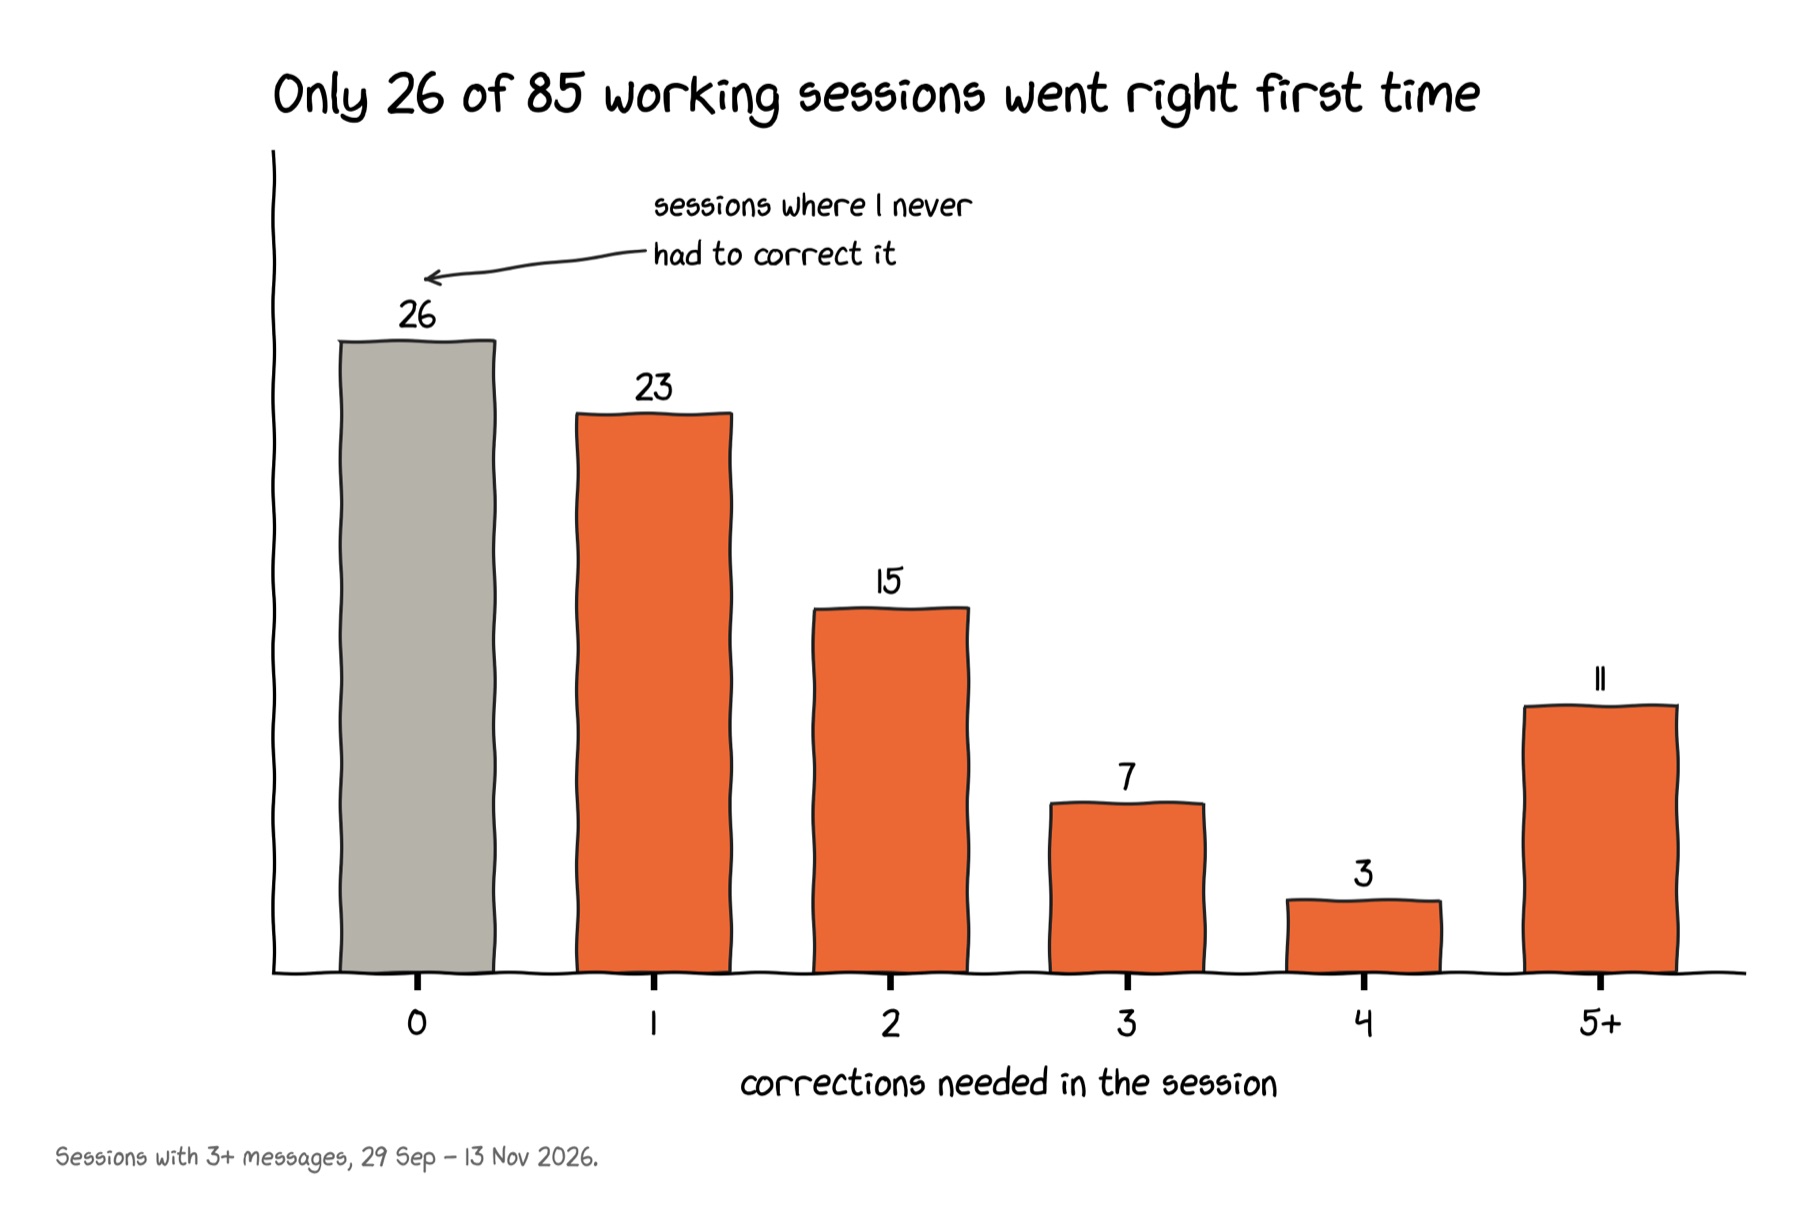 Only 26 of 85 working sessions went right first time
sessions where I never
had to correct it
26
23
15
7
3
11
0
1
2
3
4
5+
corrections needed in the session
Sessions with 3+ messages, 29 Sep – 13 Nov 2026.